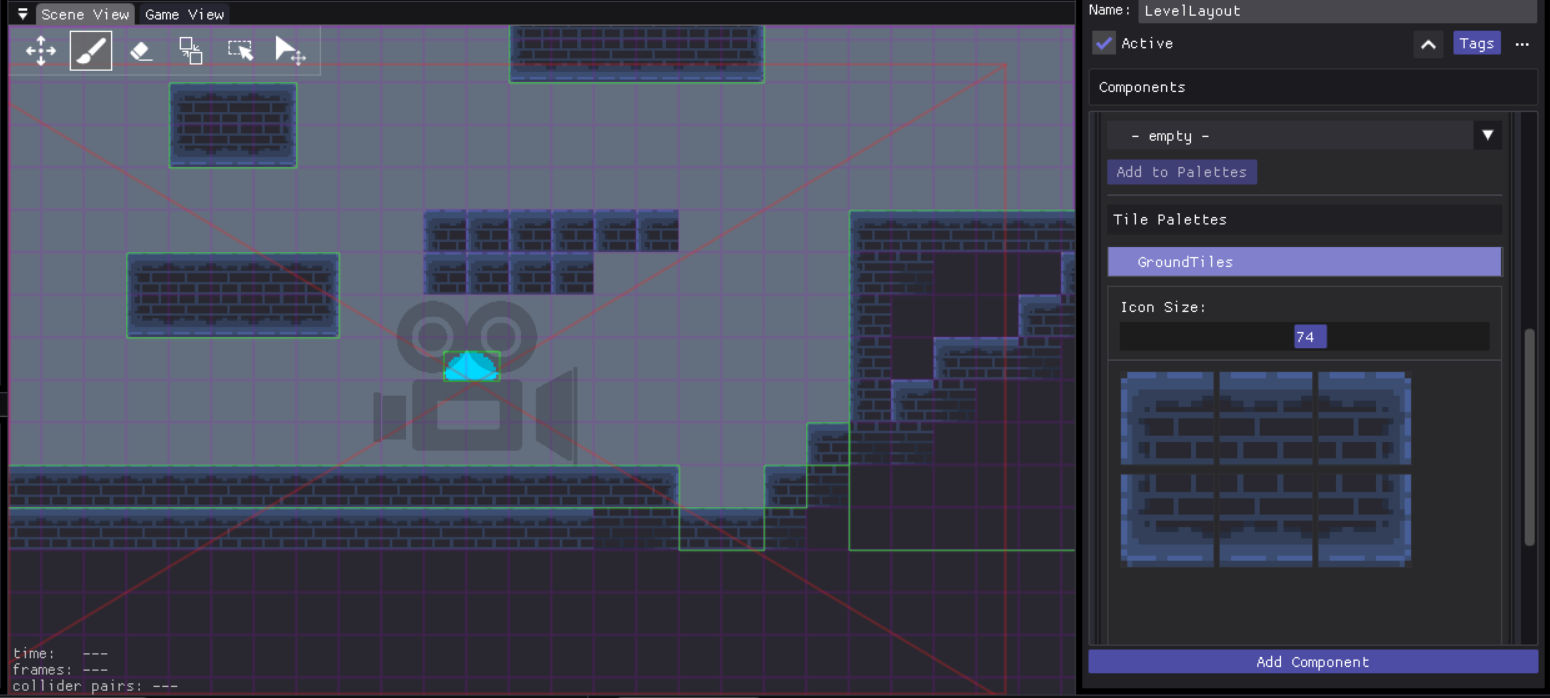 Scene View Game View
time: ---
frames: ---
collider pairs: ---
Name: LevelLayout
Active Tags ...
Components
- empty -
Add to Palettes
Tile Palettes
GroundTiles
Icon Size:
74
Add Component